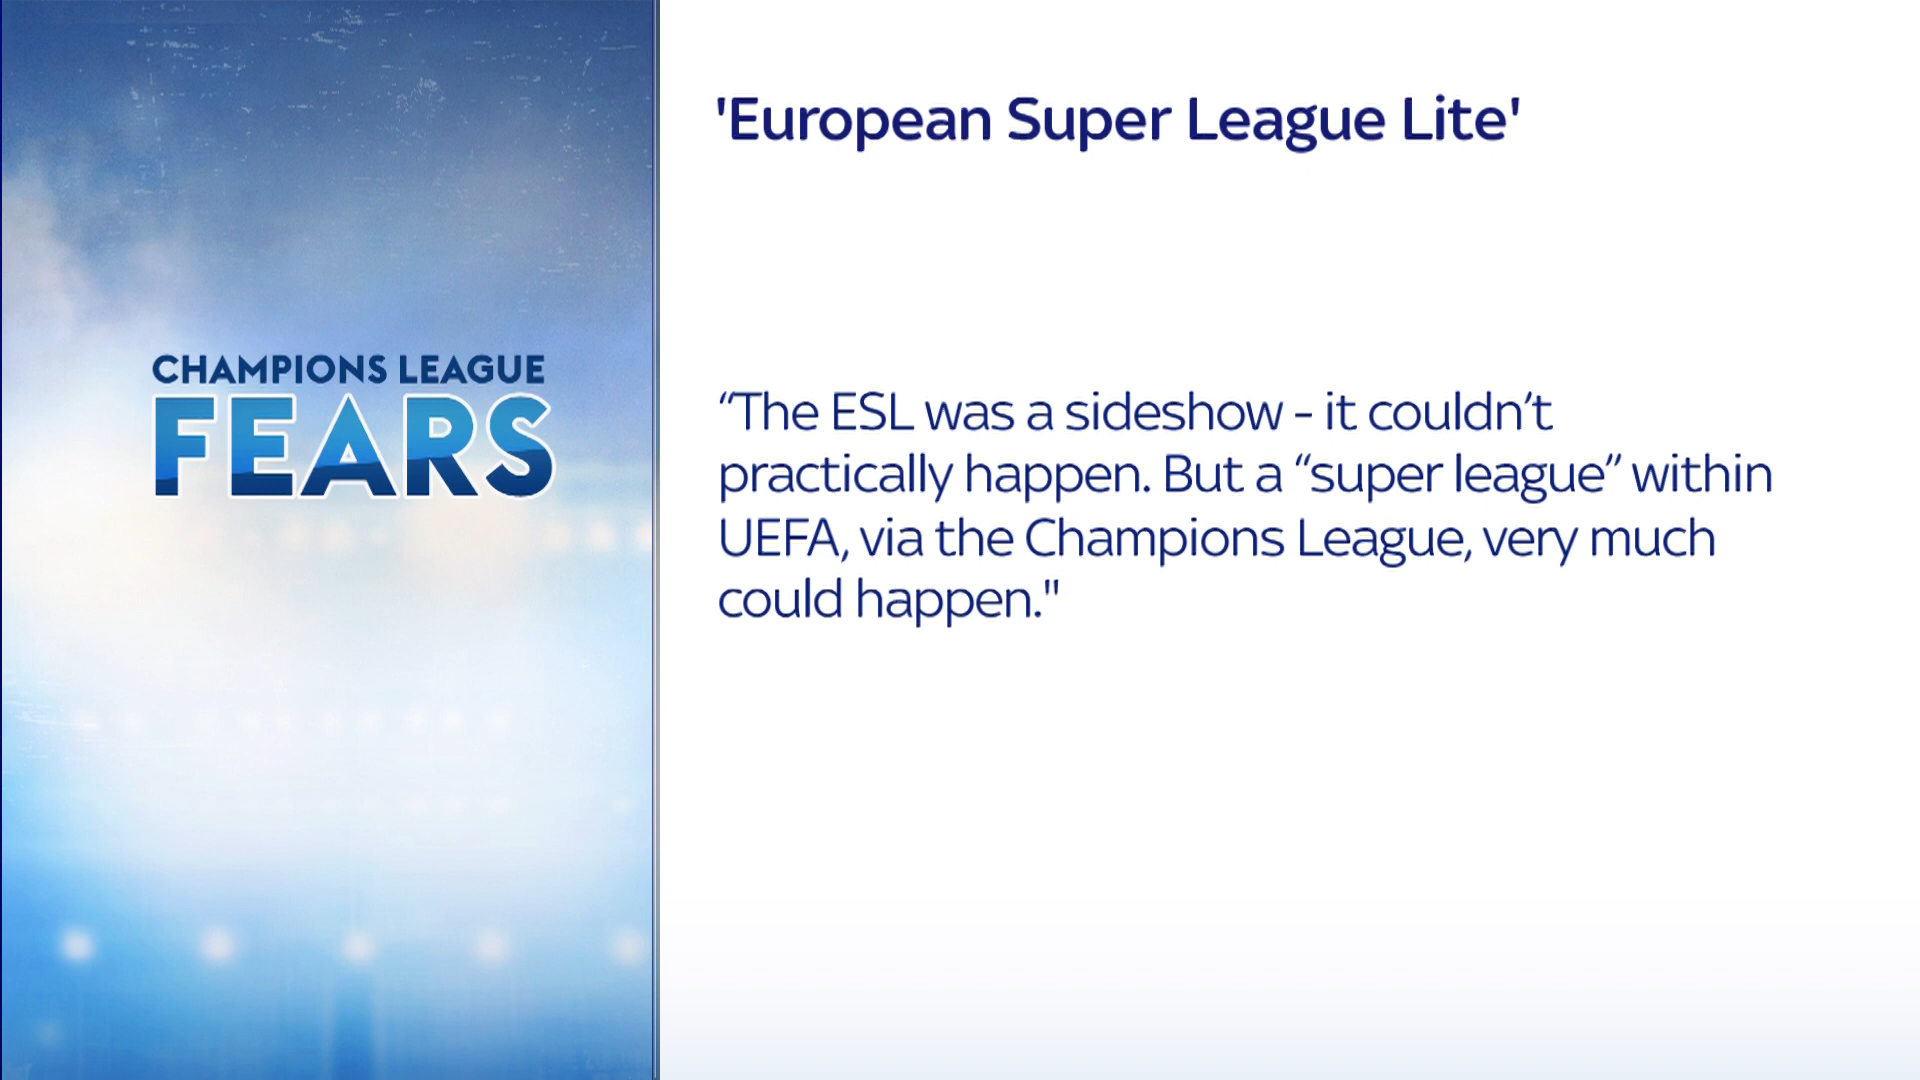 CHAMPIONS LEAGUE
FEARS
'European Super League Lite'
“The ESL was a sideshow - it couldn’t
practically happen. But a “super league” within
UEFA, via the Champions League, very much
could happen."